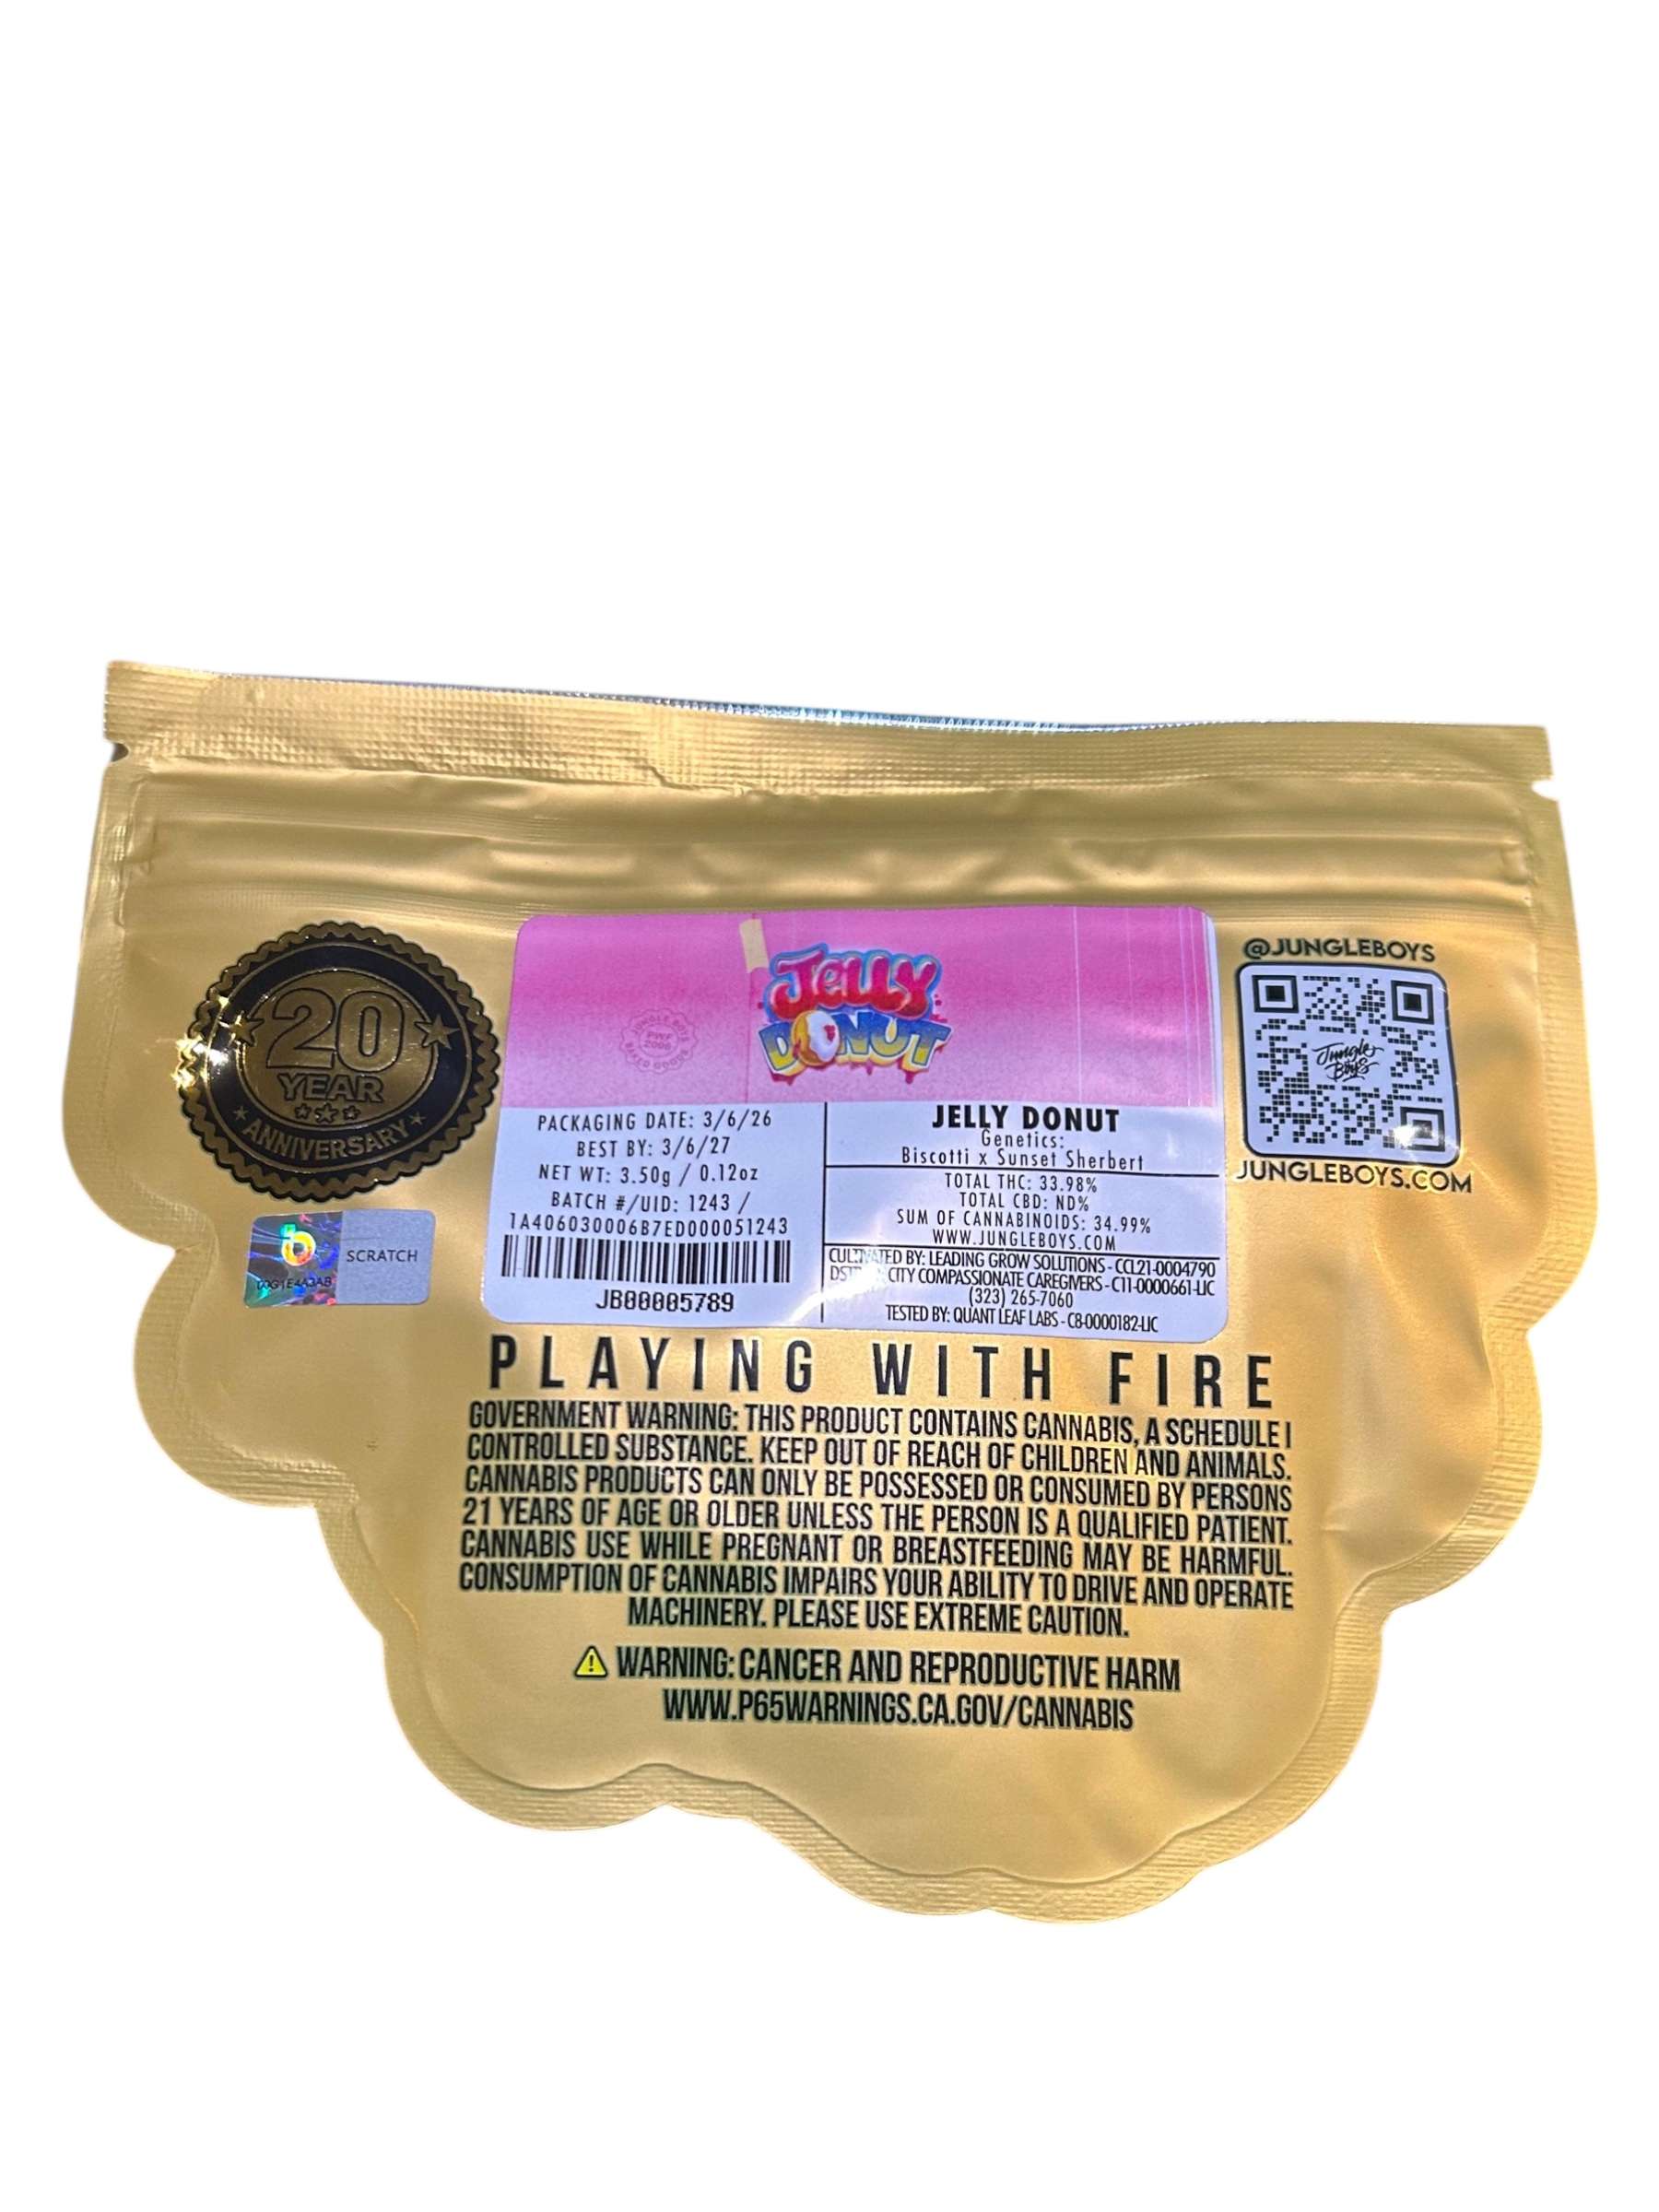 20
YEAR
ANNIVERSARY
SCRATCH
JELLY
DONUT
PWF
2006
BAKED GOODS
PACKAGING DATE: 3/6/26
BEST BY: 3/6/27
NET WT: 3.50g / 0.12oz
BATCH #/UID: 1243 /
1A406030006B7ED000051243
JB00005789
JELLY DONUT
Genetics:
Biscotti x Sunset Sherbert
TOTAL THC: 33.98%
TOTAL CBD: ND%
SUM OF CANNABINOIDS: 34.99%
WWW.JUNGLEBOYS.COM
CULTIVATED BY: LEADING GROW SOLUTIONS - CCL21-0004790
CITY COMPASSIONATE CAREGIVERS - C11-0000661-LIC
(323) 265-7060
TESTED BY: QUANT LEAF LABS - C8-0000182-LIC
@JUNGLEBOYS
Jungle
Boys
JUNGLEBOYS.COM
PLAYING WITH FIRE
GOVERNMENT WARNING: THIS PRODUCT CONTAINS CANNABIS, A SCHEDULE I
CONTROLLED SUBSTANCE. KEEP OUT OF REACH OF CHILDREN AND ANIMALS.
CANNABIS PRODUCTS CAN ONLY BE POSSESSED OR CONSUMED BY PERSONS
21 YEARS OF AGE OR OLDER UNLESS THE PERSON IS A QUALIFIED PATIENT.
CANNABIS USE WHILE PREGNANT OR BREASTFEEDING MAY BE HARMFUL.
CONSUMPTION OF CANNABIS IMPAIRS YOUR ABILITY TO DRIVE AND OPERATE
MACHINERY. PLEASE USE EXTREME CAUTION.
WARNING: CANCER AND REPRODUCTIVE HARM
WWW.P65WARNINGS.CA.GOV/CANNABIS